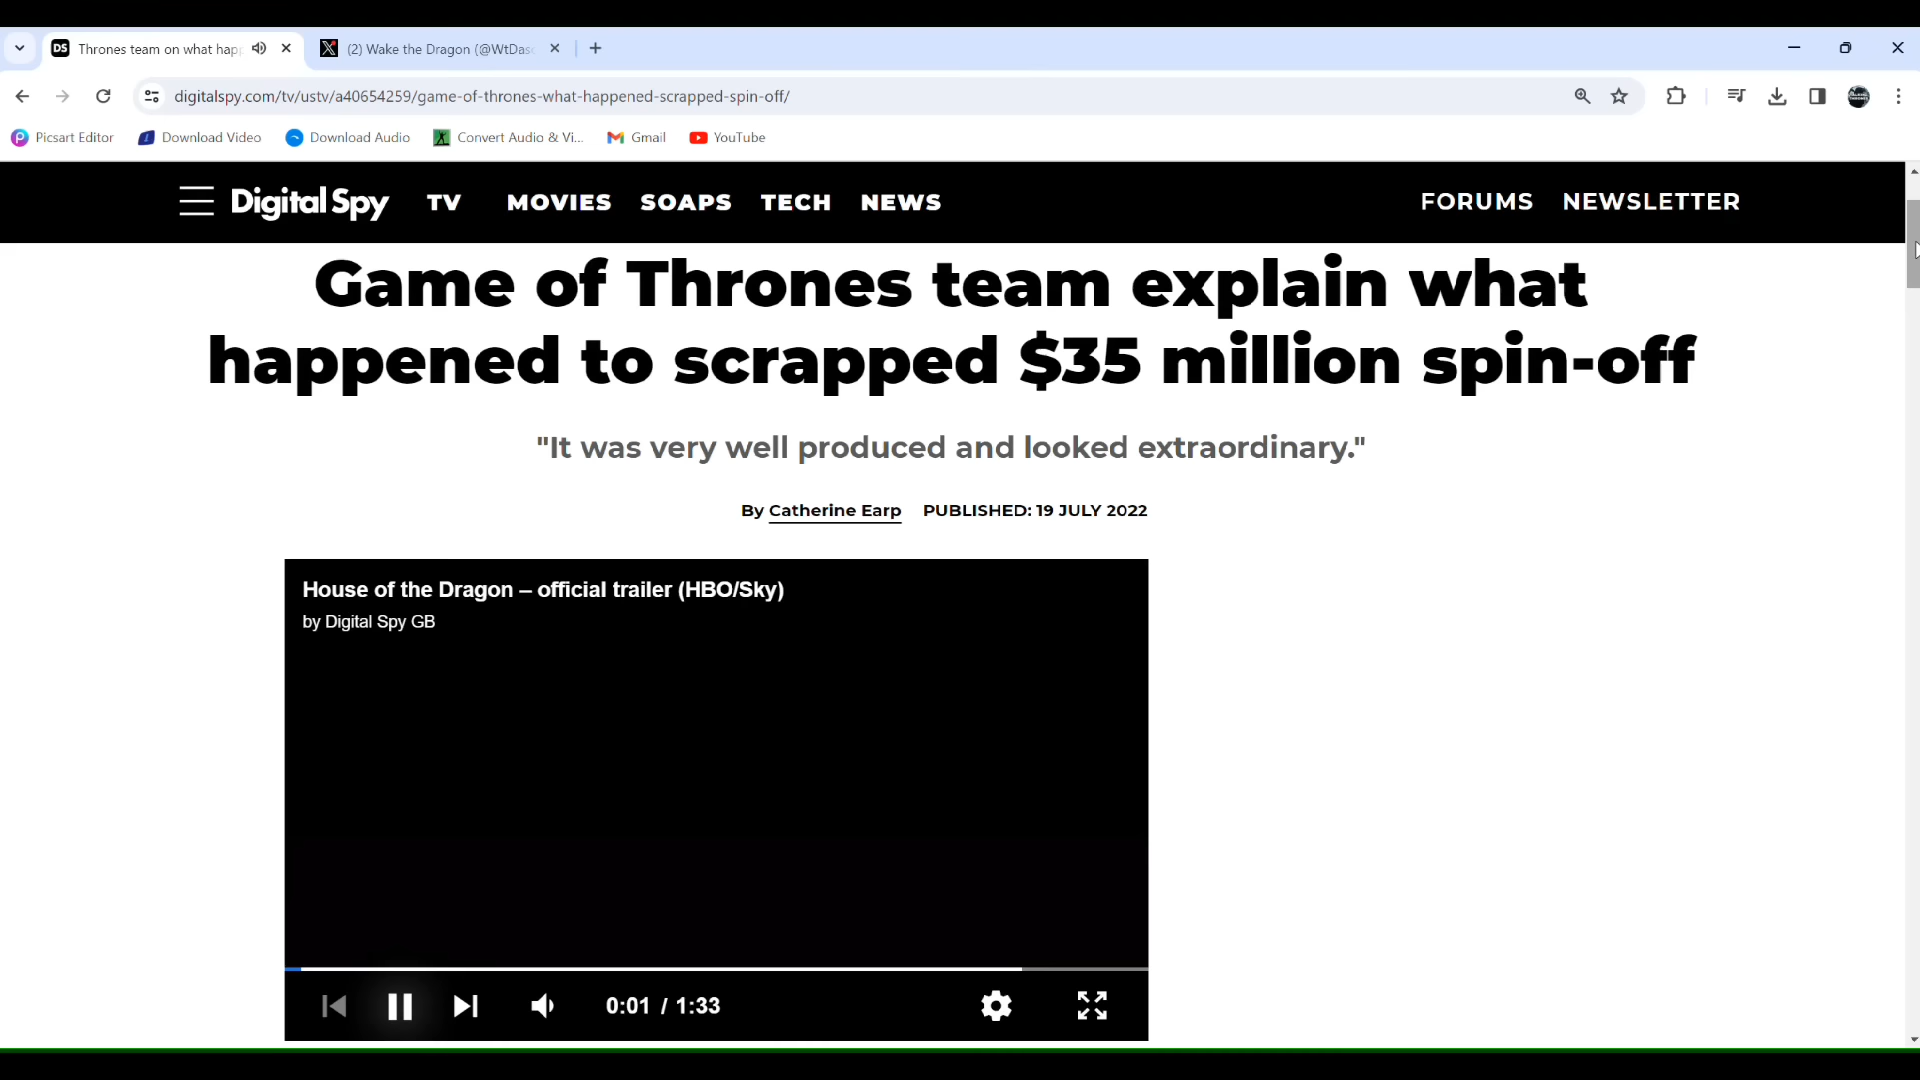 DS Thrones team on what hap
(2) Wake the Dragon (@WtDas
digitalspy.com/tv/ustv/a40654259/game-of-thrones-what-happened-scrapped-spin-off/
Picsart Editor Download Video Download Audio Convert Audio & Vi... Gmail YouTube
Digital Spy TV MOVIES SOAPS TECH NEWS FORUMS NEWSLETTER
Game of Thrones team explain what
happened to scrapped $35 million spin-off
"It was very well produced and looked extraordinary."
By Catherine Earp PUBLISHED: 19 JULY 2022
House of the Dragon – official trailer (HBO/Sky)
by Digital Spy GB
0:01 / 1:33